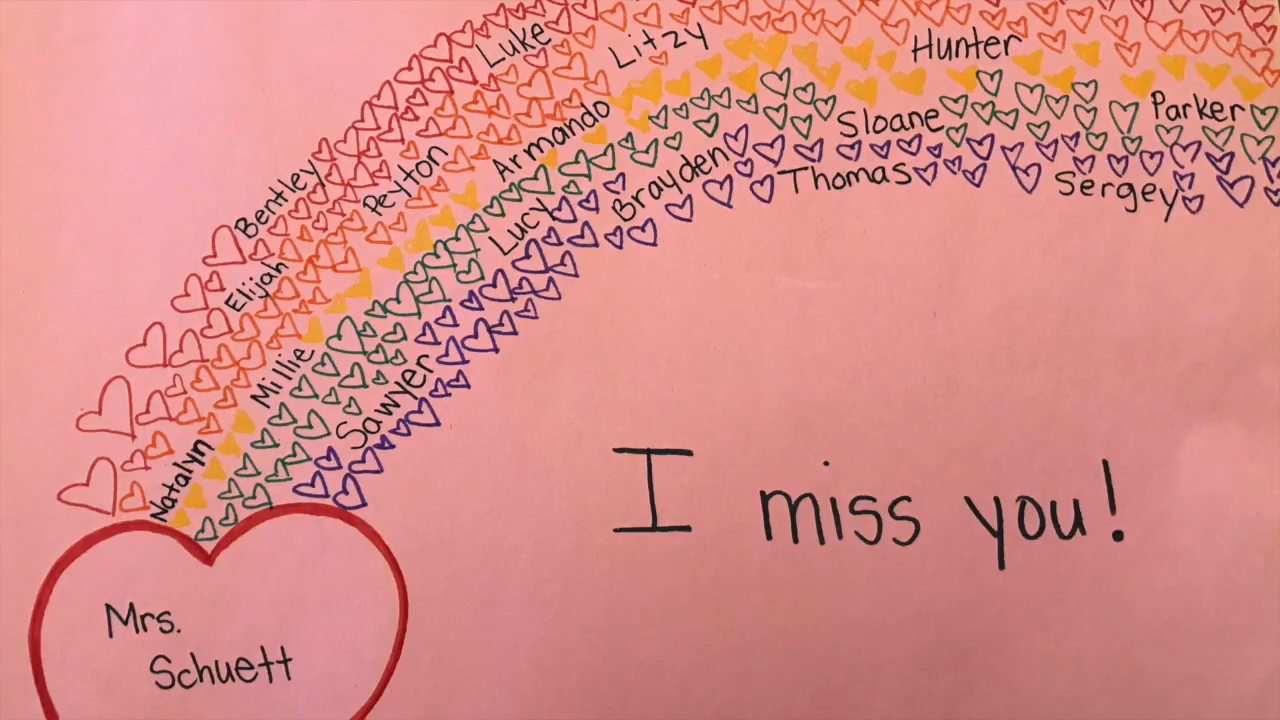 Luke
Litzy
Hunter
Bentley
Peyton
Armando
Sloane
Parker
Elijah
Lucy
Brayden
Thomas
Sergey
Millie
Sawyer
Natalyn
I miss you!
Mrs.
Schuett